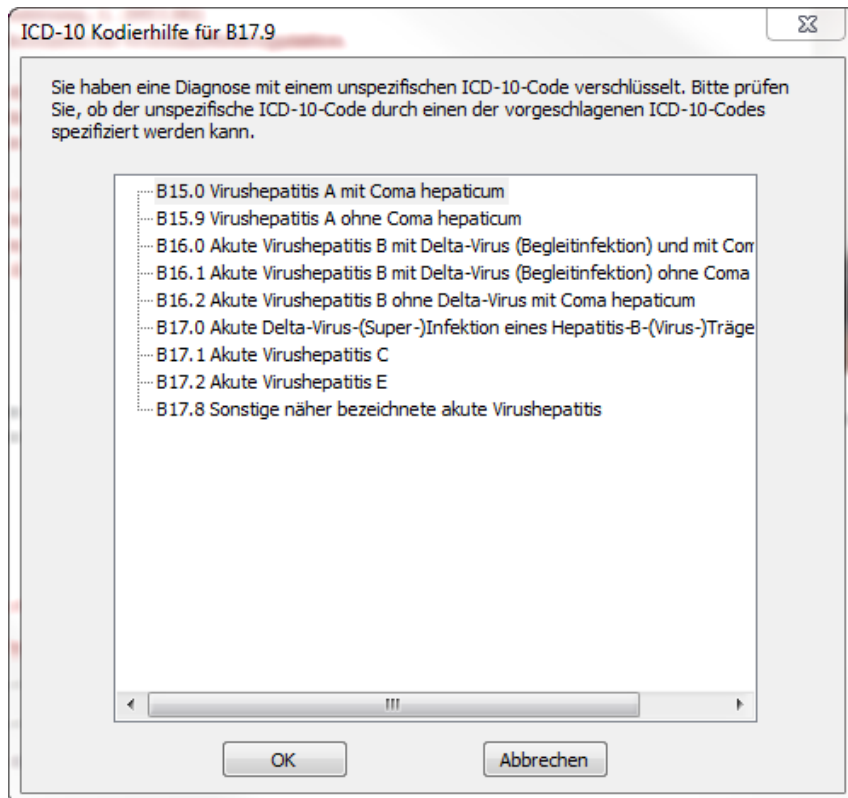 ICD-10 Kodierhilfe für B17.9
Sie haben eine Diagnose mit einem unspezifischen ICD-10-Code verschlüsselt. Bitte prüfen
Sie, ob der unspezifische ICD-10-Code durch einen der vorgeschlagenen ICD-10-Codes
spezifiziert werden kann.
B15.0 Virushepatitis A mit Coma hepaticum
B15.9 Virushepatitis A ohne Coma hepaticum
B16.0 Akute Virushepatitis B mit Delta-Virus (Begleitinfektion) und mit Com
B16.1 Akute Virushepatitis B mit Delta-Virus (Begleitinfektion) ohne Coma
B16.2 Akute Virushepatitis B ohne Delta-Virus mit Coma hepaticum
B17.0 Akute Delta-Virus-(Super-)Infektion eines Hepatitis-B-(Virus-)Träge
B17.1 Akute Virushepatitis C
B17.2 Akute Virushepatitis E
B17.8 Sonstige näher bezeichnete akute Virushepatitis
OK
Abbrechen